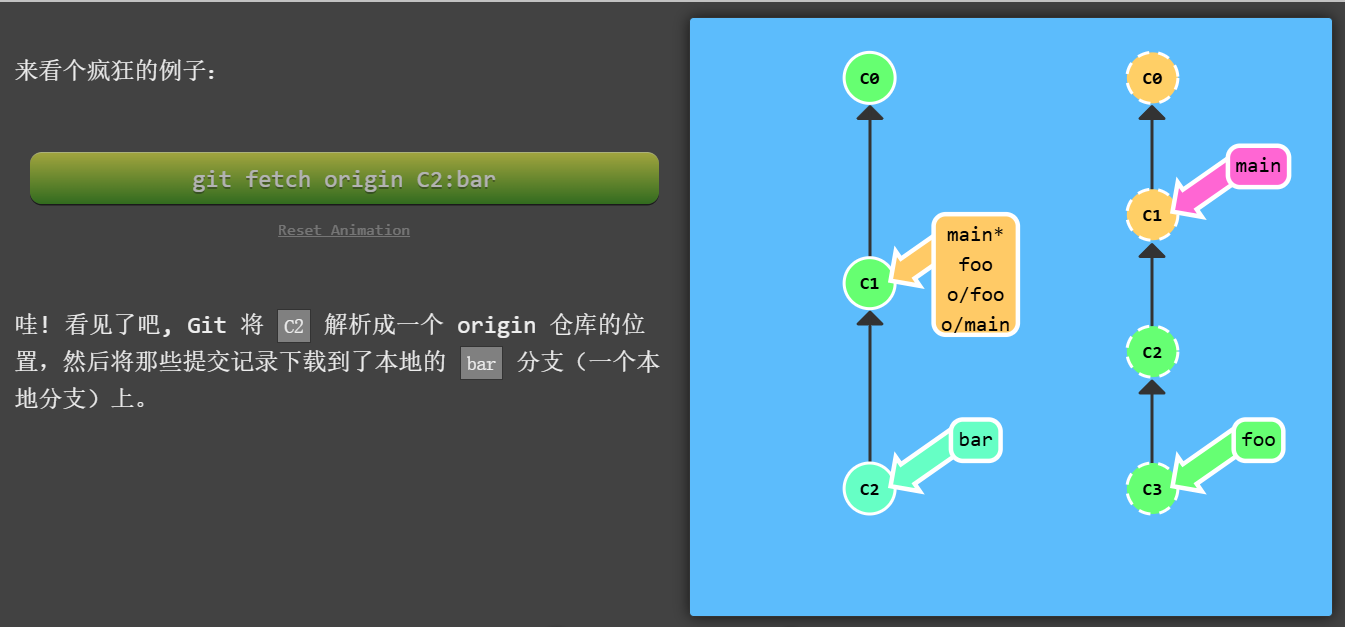 来看个疯狂的例子：
git fetch origin C2:bar
Reset Animation
哇！看见了吧, Git 将 C2 解析成一个 origin 仓库的位
置，然后将那些提交记录下载到了本地的 bar 分支（一个本
地分支）上。
C0
C1
main*
foo
o/foo
o/main
C2
bar
C0
main
C1
C2
foo
C3